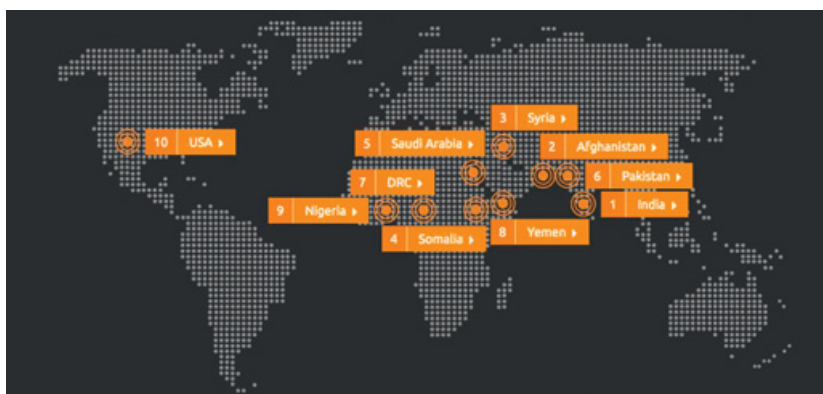 3 Syria
5 Saudi Arabia
2 Afghanistan
10 USA
7 DRC
6 Pakistan
9 Nigeria
1 India
4 Somalia
8 Yemen